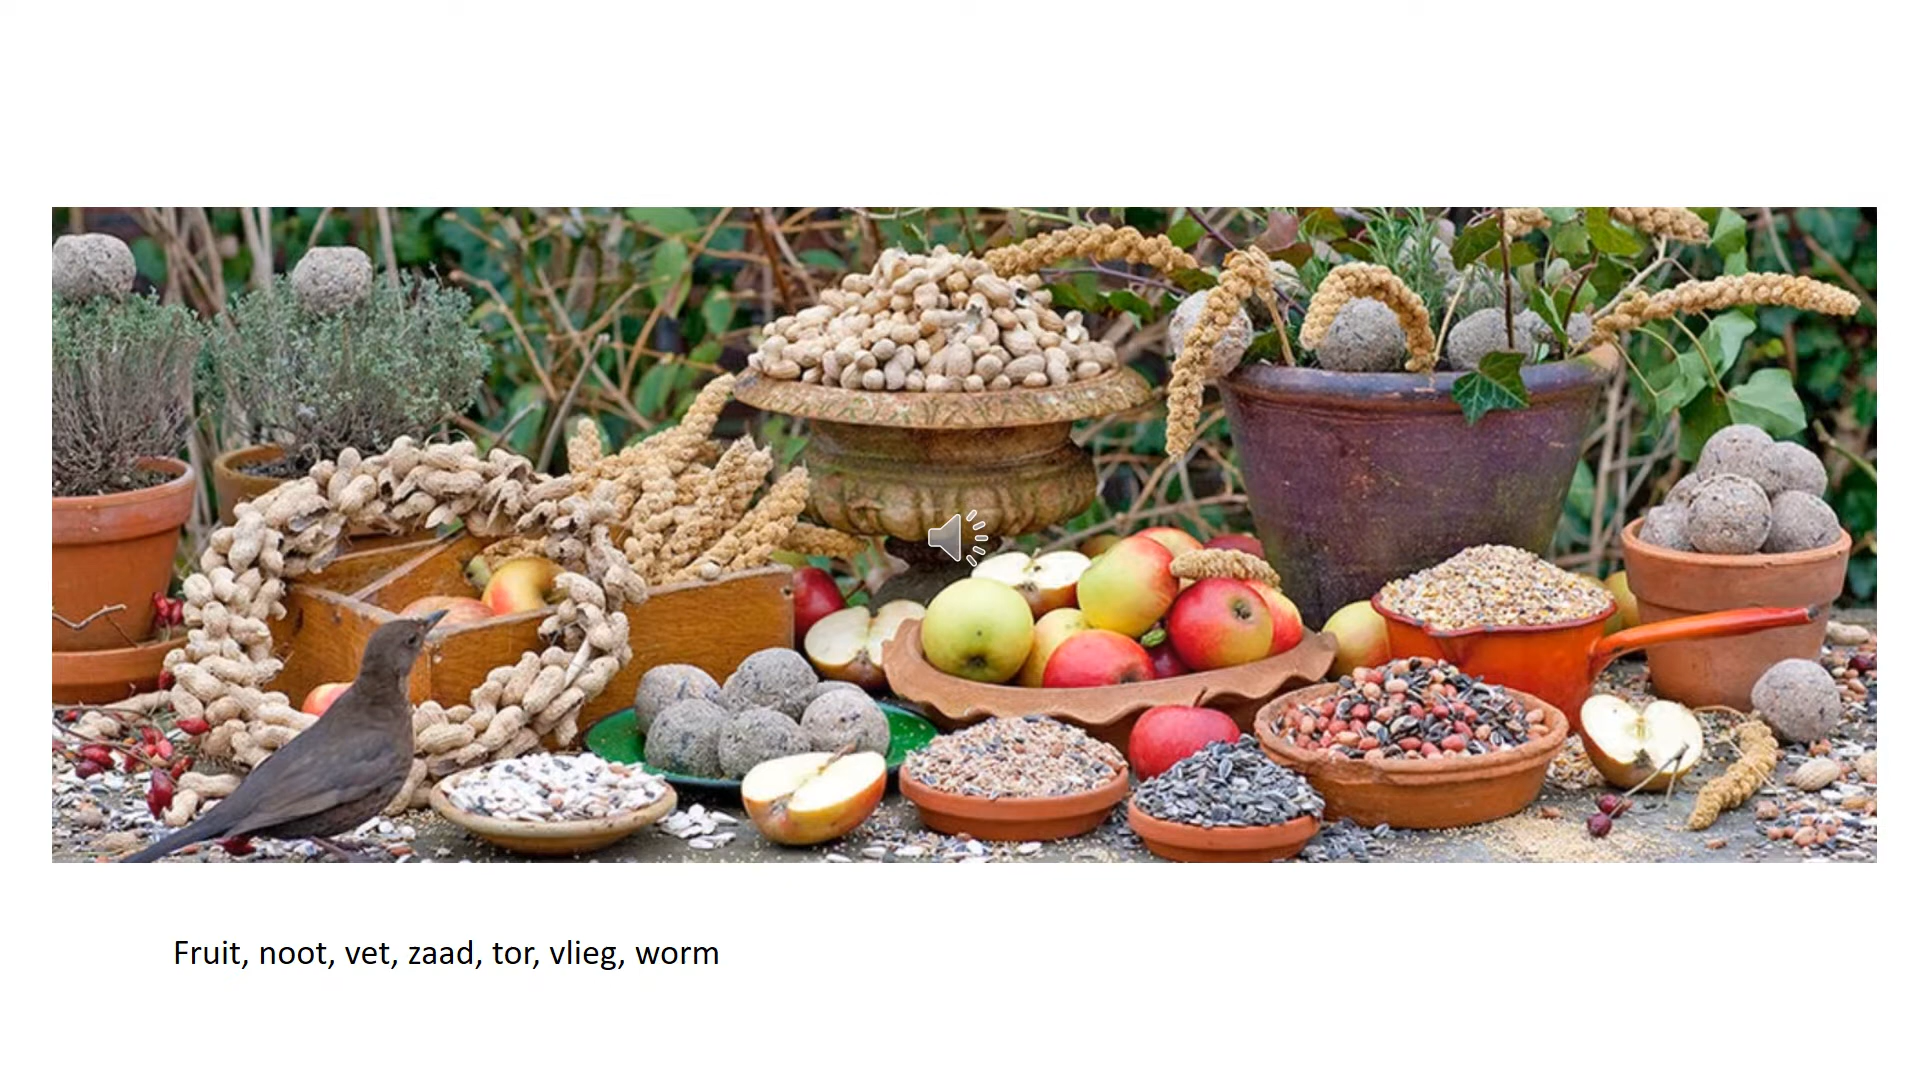 Fruit, noot, vet, zaad, tor, vlieg, worm